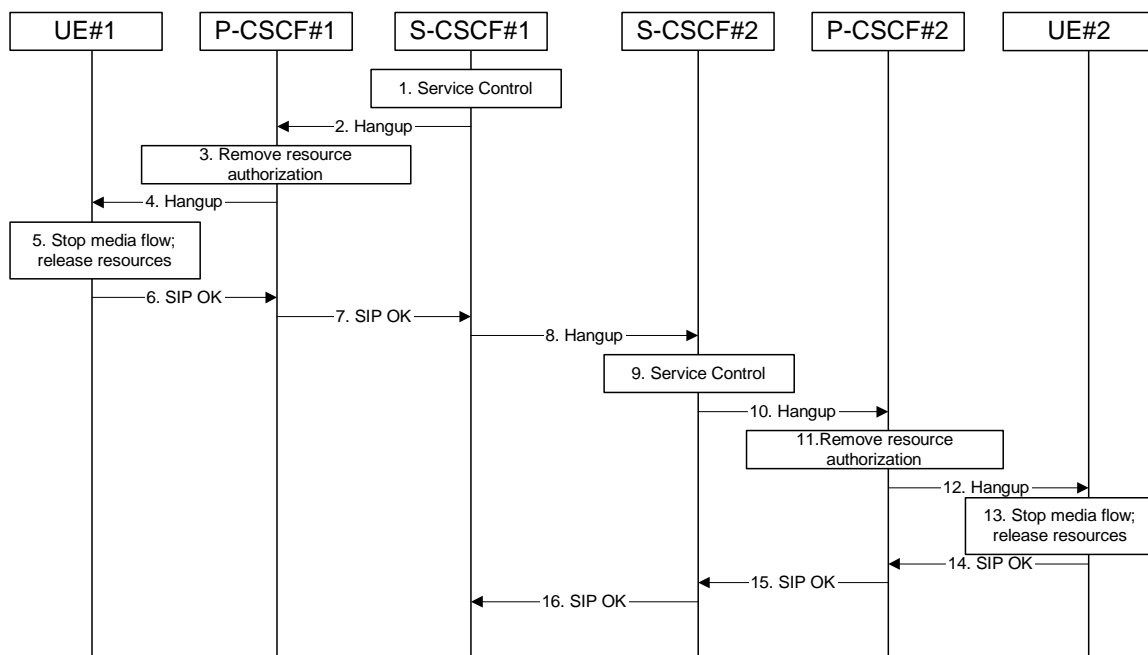 UE#1
P-CSCF#1
S-CSCF#1
S-CSCF#2
P-CSCF#2
UE#2
1. Service Control
2. Hangup
3. Remove resource
authorization
4. Hangup
5. Stop media flow;
release resources
6. SIP OK
7. SIP OK
8. Hangup
9. Service Control
10. Hangup
11.Remove resource
authorization
12. Hangup
13. Stop media flow;
release resources
14. SIP OK
15. SIP OK
16. SIP OK